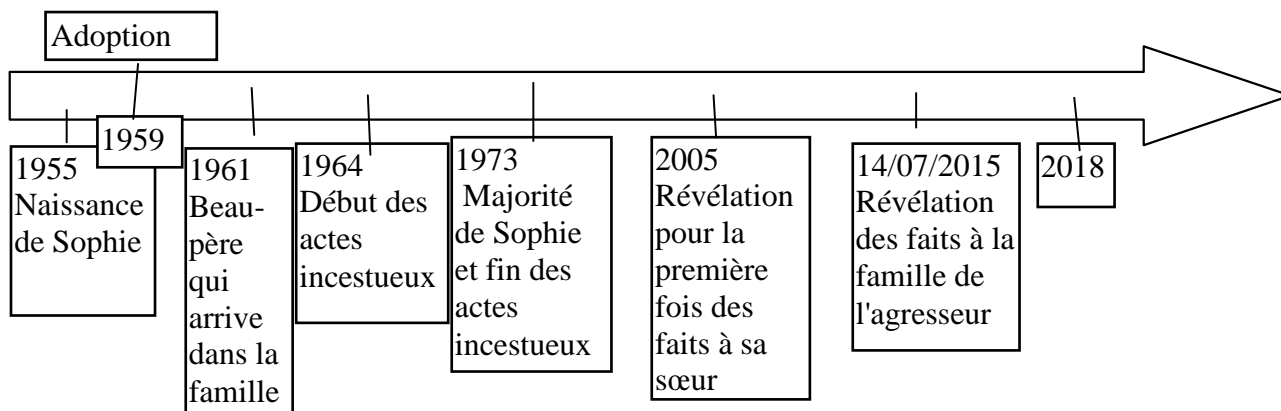 Adoption
1959
1955
Naissance
de Sophie
1961
Beau-
père
qui
arrive
dans la
famille
1964
Début des
actes
incestueux
1973
Majorité
de Sophie
et fin des
actes
incestueux
2005
Révélation
pour la
première
fois des
faits à sa
sœur
14/07/2015
Révélation
des faits à la
famille de
l'agresseur
2018